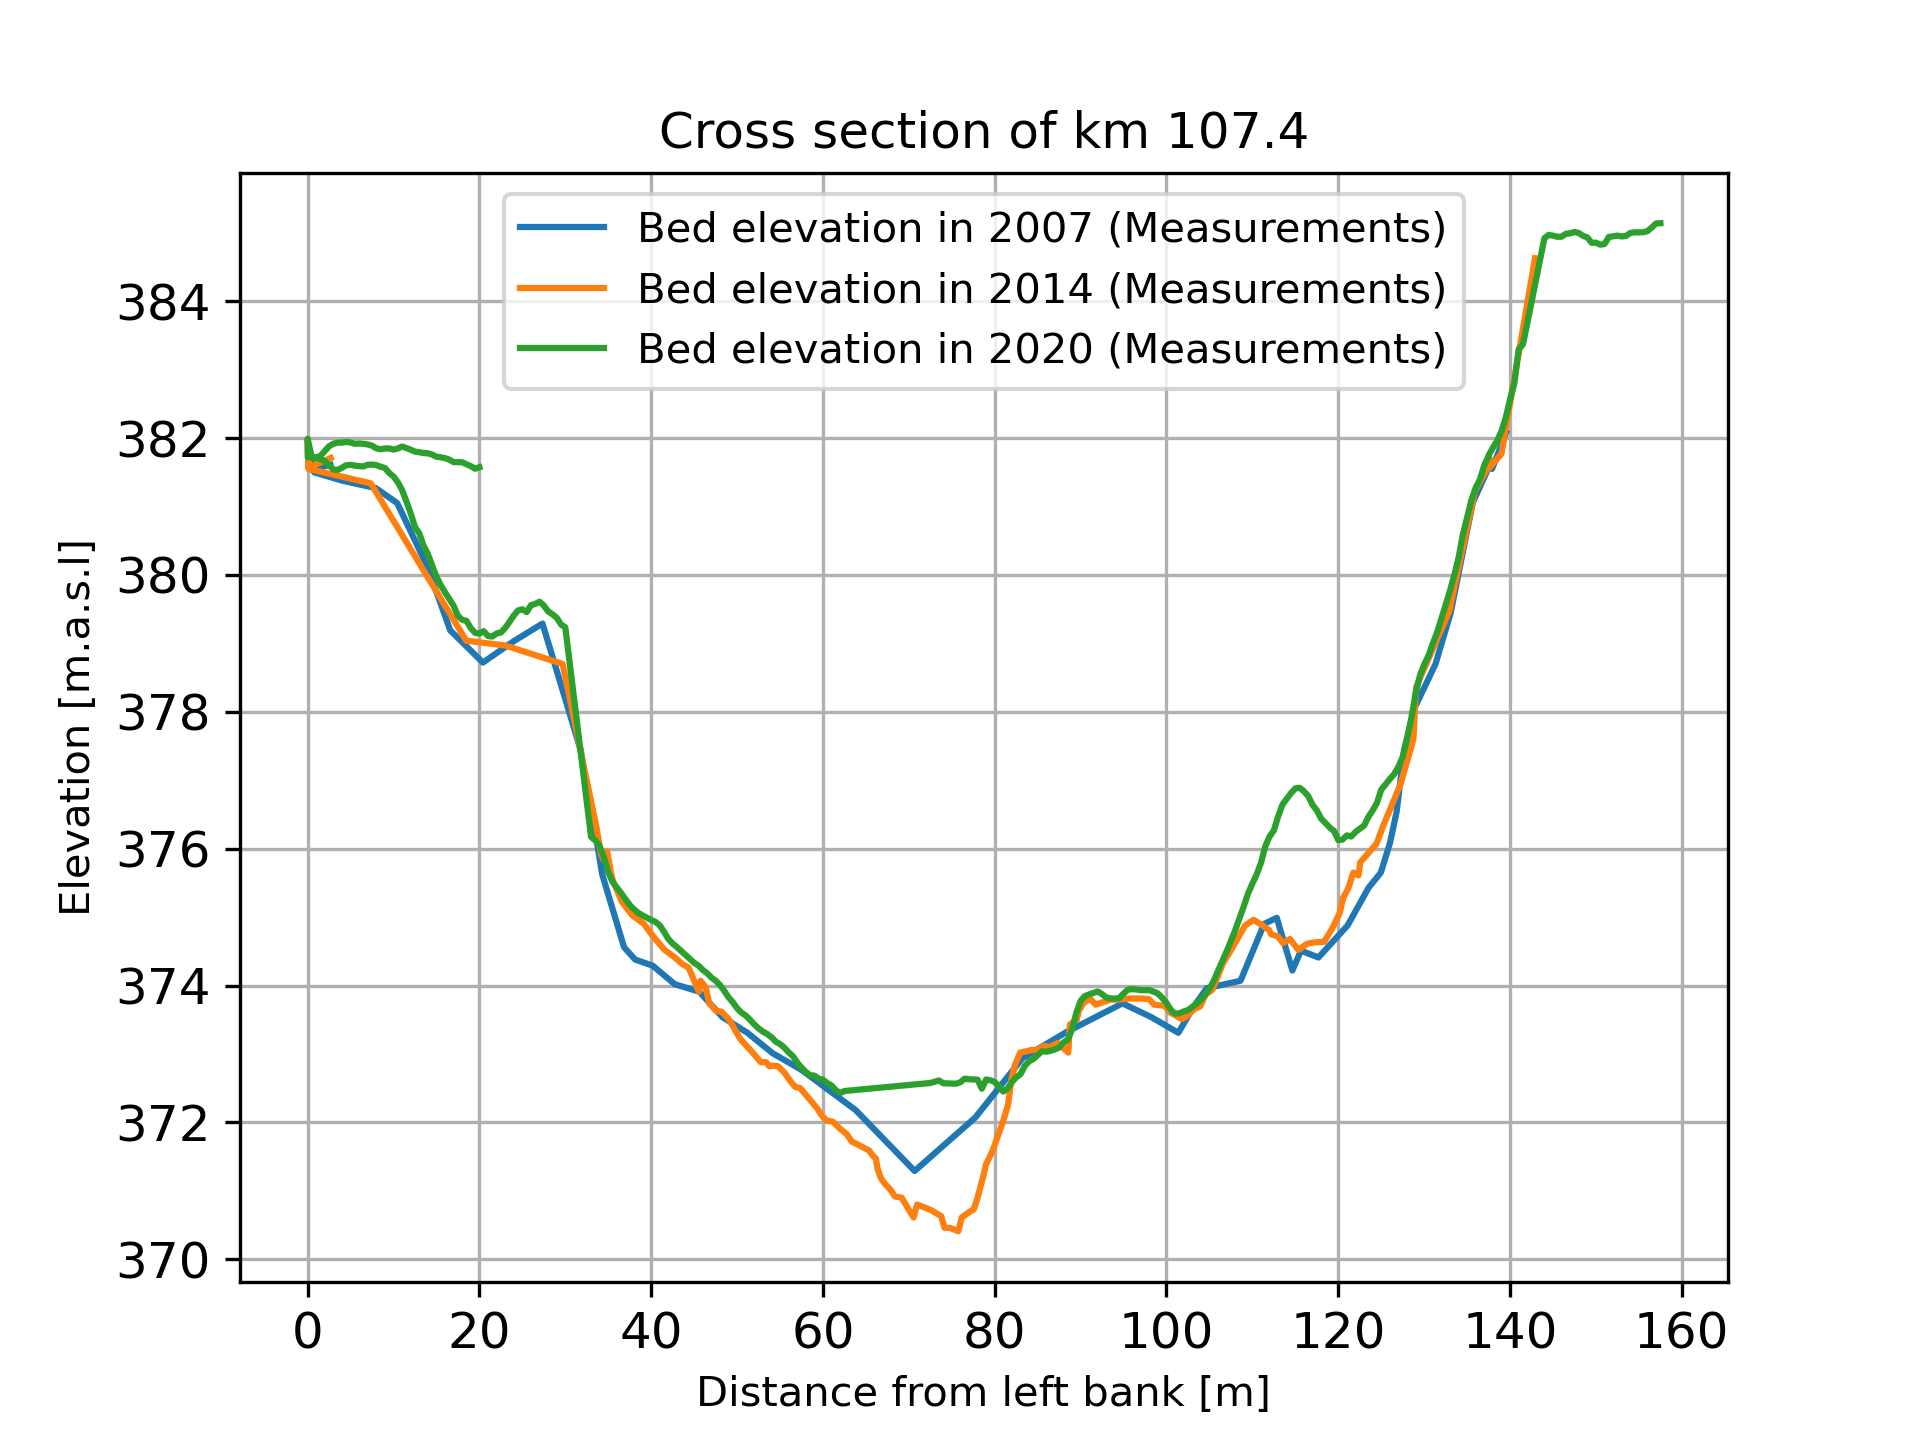 Cross section of km 107.4
Bed elevation in 2007 (Measurements)
Bed elevation in 2014 (Measurements)
Bed elevation in 2020 (Measurements)
Elevation [m.a.s.l]
384
382
380
378
376
374
372
370
0 20 40 60 80 100 120 140 160
Distance from left bank [m]